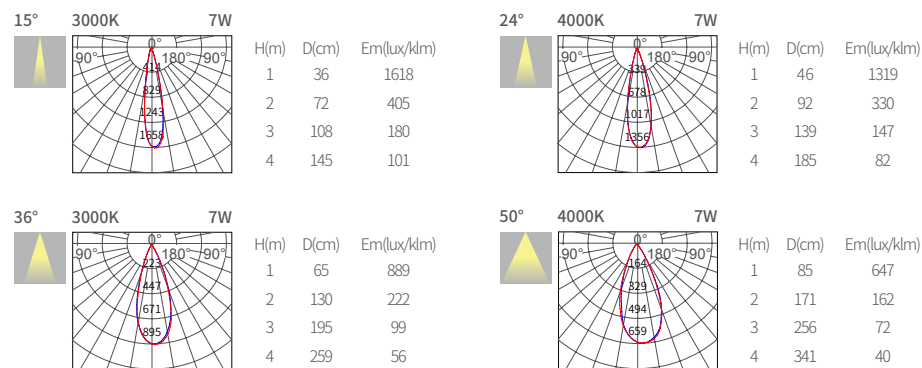 15° 3000K 7W
0°
90° 180° 90°
414
829
1243
1658
H(m) D(cm) Em(lux/klm)
1 36 1618
2 72 405
3 108 180
4 145 101
24° 4000K 7W
0°
90° 180° 90°
339
678
1017
1356
H(m) D(cm) Em(lux/klm)
1 46 1319
2 92 330
3 139 147
4 185 82
36° 3000K 7W
0°
90° 180° 90°
223
447
671
895
H(m) D(cm) Em(lux/klm)
1 65 889
2 130 222
3 195 99
4 259 56
50° 4000K 7W
0°
90° 180° 90°
164
329
494
659
H(m) D(cm) Em(lux/klm)
1 85 647
2 171 162
3 256 72
4 341 40